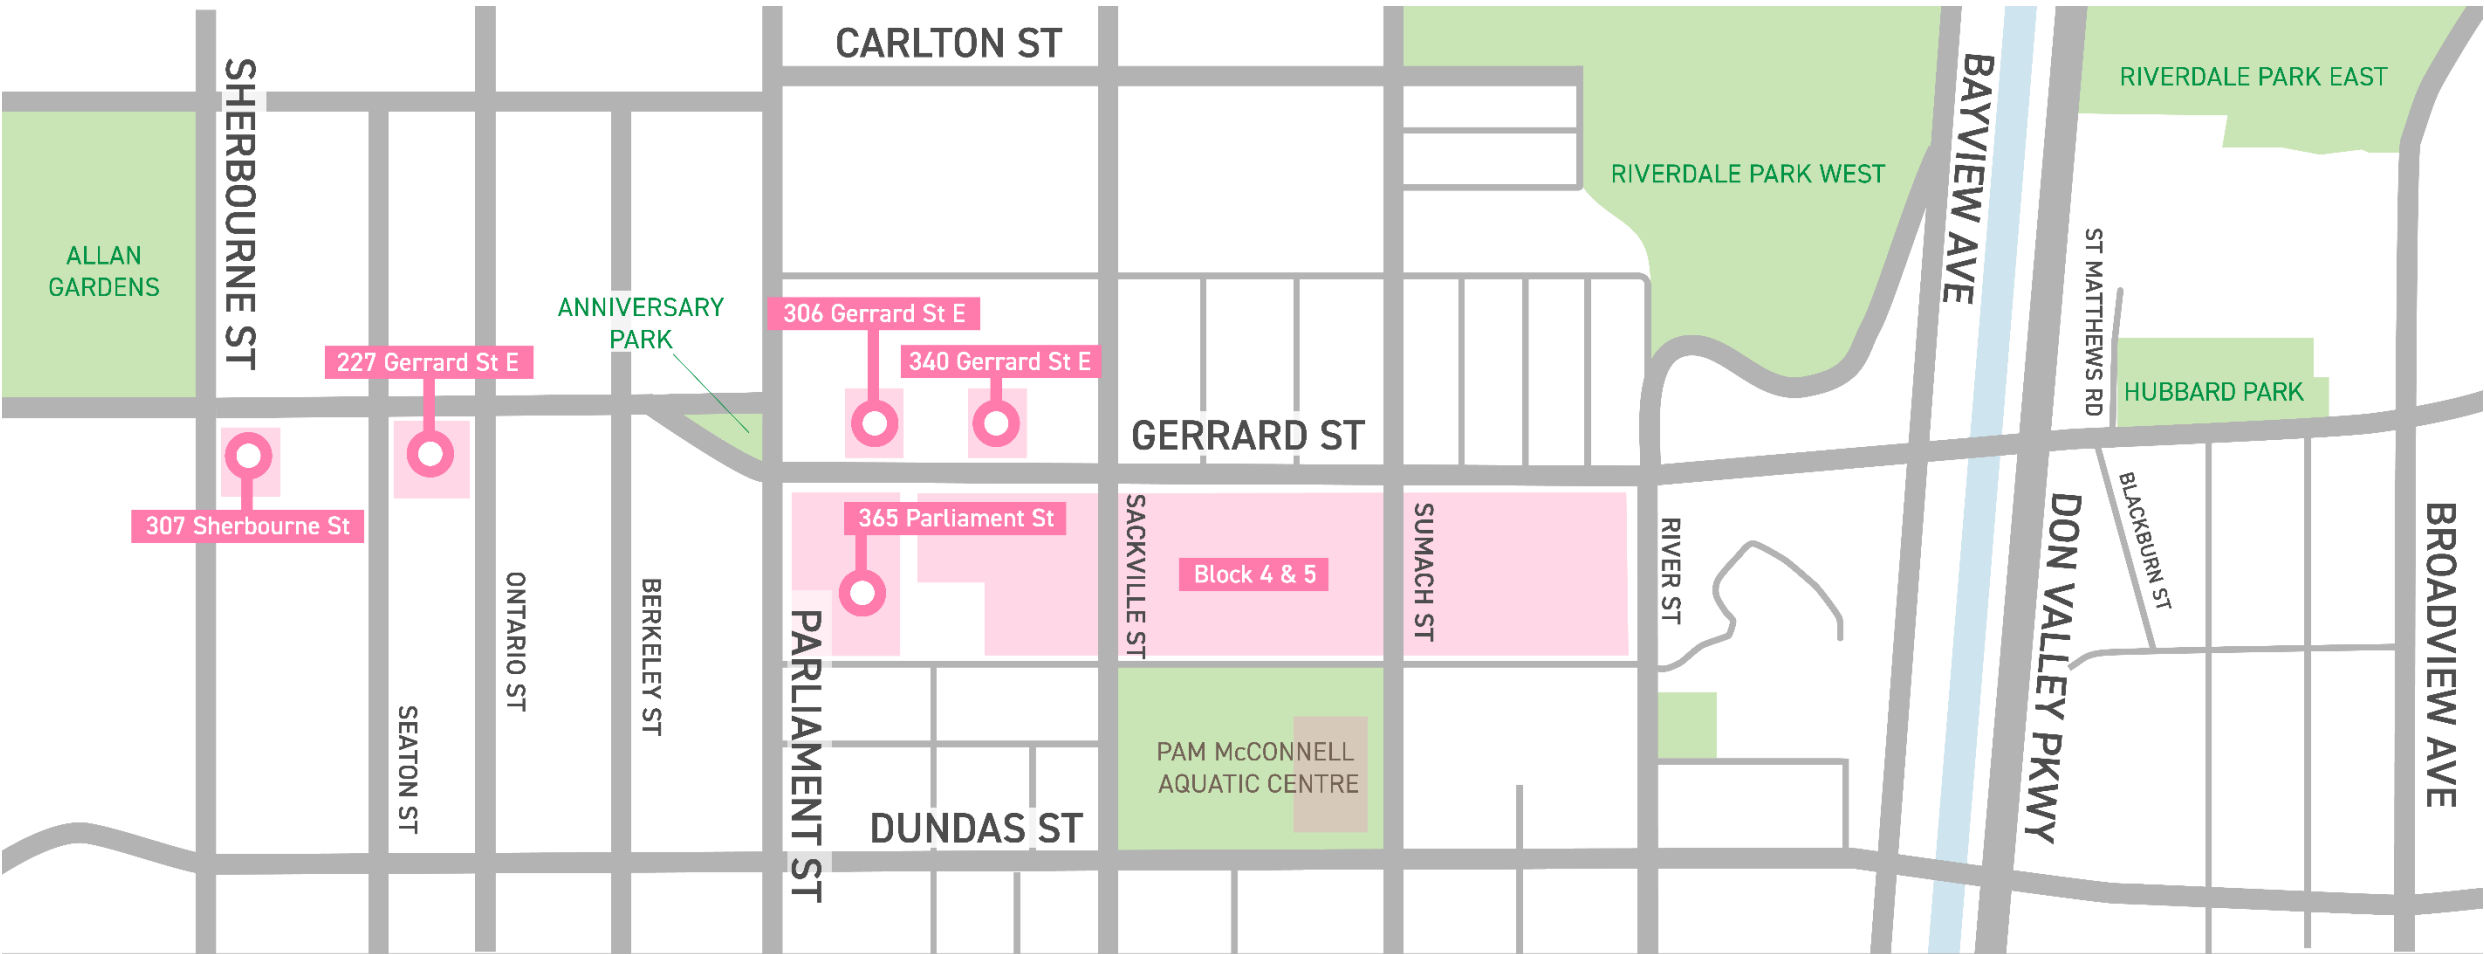 CARLTON ST
SHERBOURNE ST
BAYVIEW AVE
RIVERDALE PARK EAST
RIVERDALE PARK WEST
ALLAN
GARDENS
ANNIVERSARY
PARK
306 Gerrard St E
227 Gerrard St E
340 Gerrard St E
ST MATTHEWS RD
HUBBARD PARK
GERRARD ST
307 Sherbourne St
365 Parliament St
Block 4 & 5
SACKVILLE ST
SUMACH ST
RIVER ST
DON VALLEY PKWY
BLACKBURN ST
BROADVIEW AVE
ONTARIO ST
BERKELEY ST
SEATON ST
PARLIAMENT ST
PAM McCONNELL
AQUATIC CENTRE
DUNDAS ST